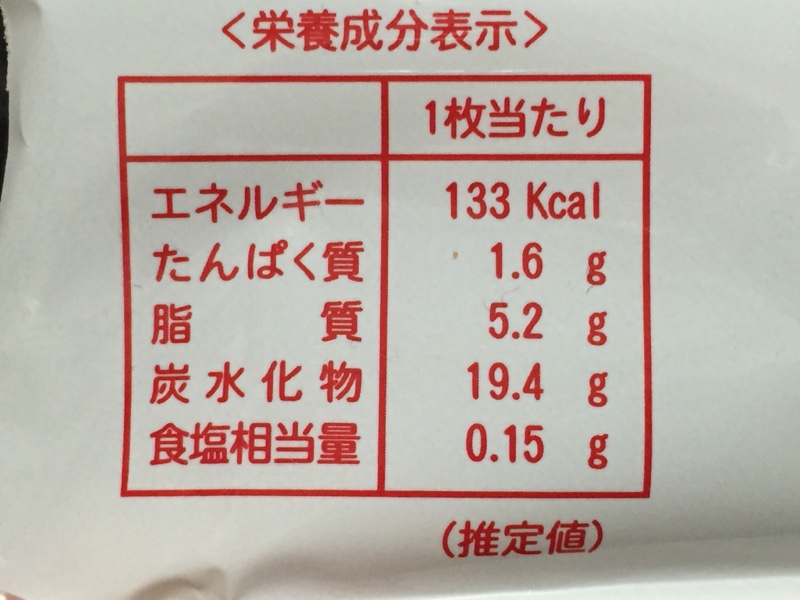 <栄養成分表示>
1枚当たり
エネルギー 133 Kcal
たんぱく質 1.6 g
脂質 5.2 g
炭水化物 19.4 g
食塩相当量 0.15 g
(推定値)